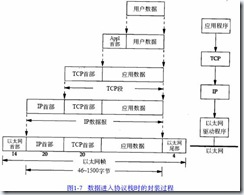 用户数据
Appl 首部 用户数据
应用程序
TCP首部 应用数据
TCP
TCP段
IP首部 TCP首部 应用数据
IP
IP数据报
以太网 驱动程序
以太网首部 IP首部 TCP首部 应用数据 以太网尾部
以太网
14 20 20 4
以太网帧
46~1500字节
图1-7 数据进入协议栈时的封装过程